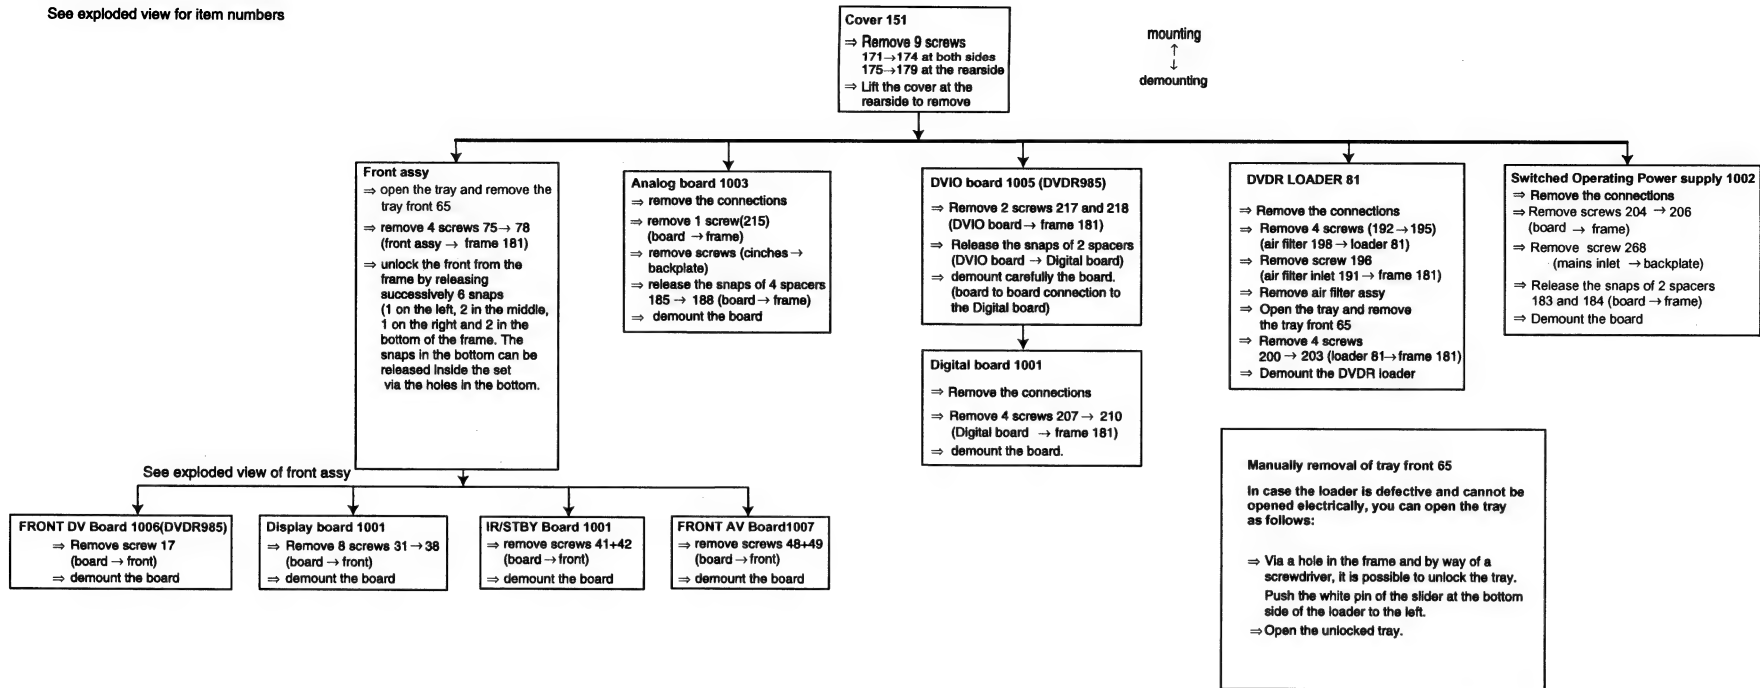 See exploded view for item numbers
Cover 151
⇒ Remove 9 screws
171→174 at both sides
175→179 at the rearside
⇒ Lift the cover at the
rearside to remove
mounting
↑
↓
demounting
Front assy
⇒ open the tray and remove the
tray front 65
⇒ remove 4 screws 75→ 78
(front assy → frame 181)
⇒ unlock the front from the
frame by releasing
successively 6 snaps
(1 on the left, 2 in the middle,
1 on the right and 2 in the
bottom of the frame. The
snaps in the bottom can be
released inside the set
via the holes in the bottom.
Analog board 1003
⇒ remove the connections
⇒ remove 1 screw(215)
(board → frame)
⇒ remove screws (cinches→
backplate)
⇒ release the snaps of 4 spacers
185 → 188 (board→frame)
⇒ demount the board
DVIO board 1005 (DVDR985)
⇒ Remove 2 screws 217 and 218
(DVIO board→ frame 181)
⇒ Release the snaps of 2 spacers
(DVIO board → Digital board)
⇒ demount carefully the board.
(board to board connection to
the Digital board)
Digital board 1001
⇒ Remove the connections
⇒ Remove 4 screws 207 → 210
(Digital board → frame 181)
⇒ demount the board.
DVDR LOADER 81
⇒ Remove the connections
⇒ Remove 4 screws (192 →195)
(air filter 198→ loader 81)
⇒ Remove screw 196
(air filter inlet 191 → frame 181)
⇒ Remove air filter assy
⇒ Open the tray and remove
the tray front 65
⇒ Remove 4 screws
200 → 203 (loader 81→frame 181)
⇒ Demount the DVDR loader
Switched Operating Power supply 1002
⇒ Remove the connections
⇒ Remove screws 204 → 206
(board → frame)
⇒ Remove screw 268
(mains inlet →backplate)
⇒ Release the snaps of 2 spacers
183 and 184 (board→frame)
⇒ Demount the board
See exploded view of front assy
FRONT DV Board 1006(DVDR985)
⇒ Remove screw 17
(board →front)
⇒ demount the board
Display board 1001
⇒ Remove 8 screws 31 →38
(board → front)
⇒ demount the board
IR/STBY Board 1001
⇒ remove screws 41+42
(board →front)
⇒ demount the board
FRONT AV Board1007
⇒ remove screws 48+49
(board →front)
⇒ demount the board
Manually removal of tray front 65
In case the loader is defective and cannot be
opened electrically, you can open the tray
as follows:
⇒ Via a hole in the frame and by way of a
screwdriver, it is possible to unlock the tray.
Push the white pin of the slider at the bottom
side of the loader to the left.
⇒ Open the unlocked tray.